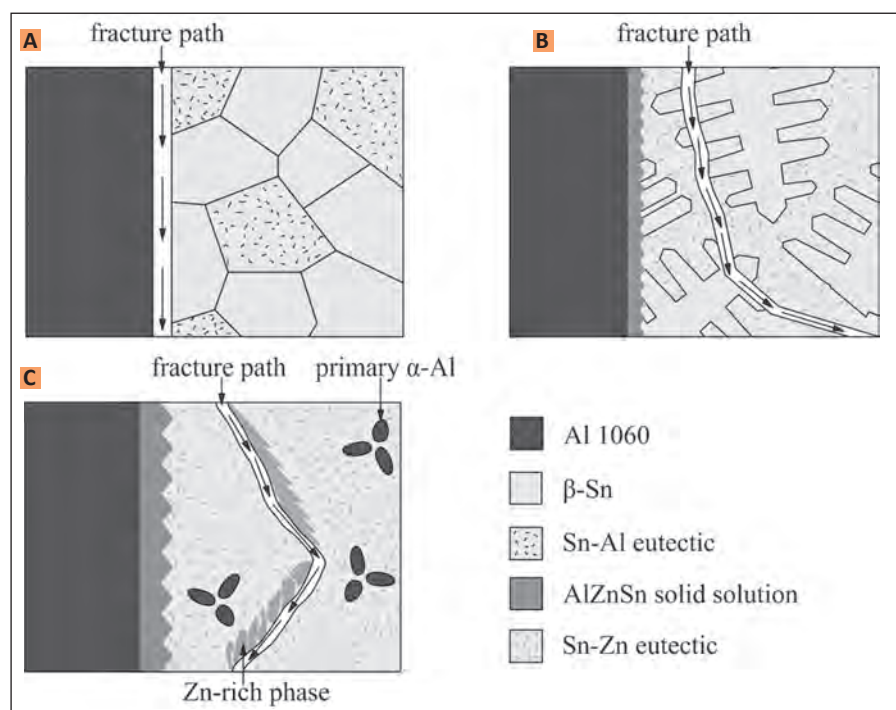 A
fracture path
B
fracture path
C
fracture path
primary α-Al
Zn-rich phase
Al 1060
β-Sn
Sn-Al eutectic
AlZnSn solid solution
Sn-Zn eutectic